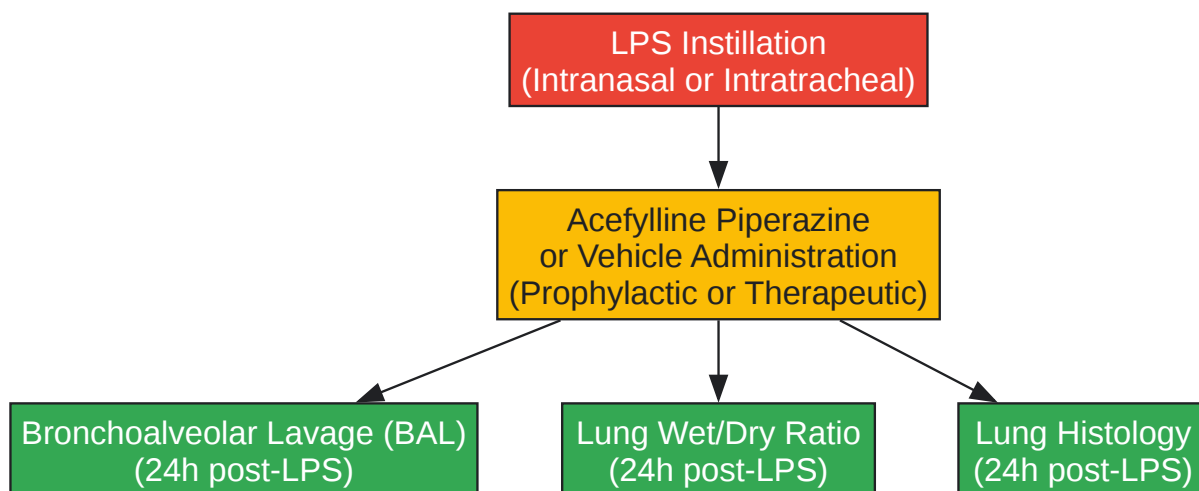 LPS Instillation
(Intranasal or Intratracheal)
Acefylline Piperazine
or Vehicle Administration
(Prophylactic or Therapeutic)
Bronchoalveolar Lavage (BAL)
(24h post-LPS)
Lung Wet/Dry Ratio
(24h post-LPS)
Lung Histology
(24h post-LPS)